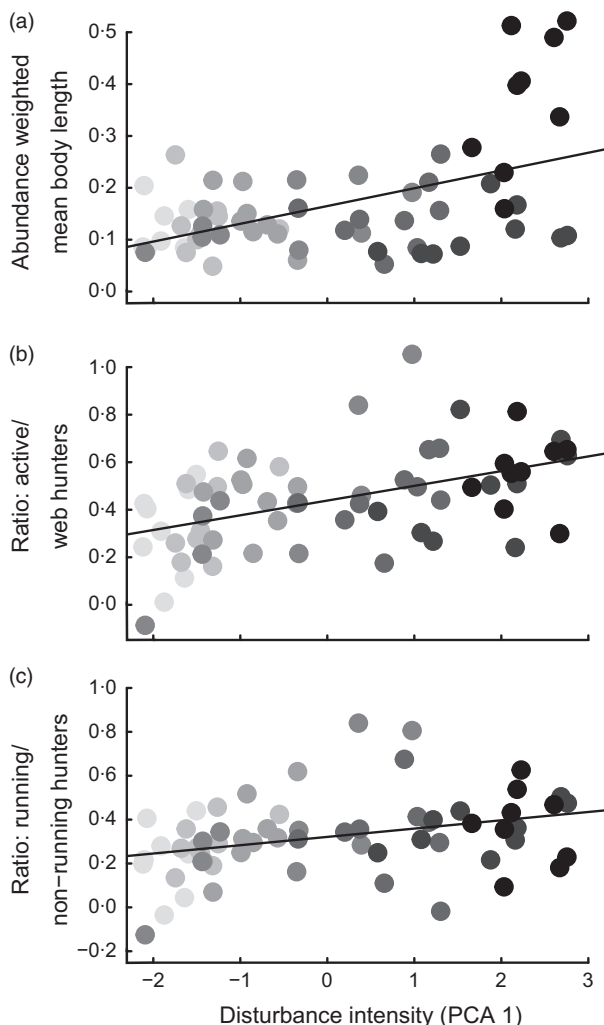 (a)
0·5
0·4
0·3
0·2
0·1
0·0
Abundance weighted
mean body length
(b)
1·0
0·8
0·6
0·4
0·2
0·0
Ratio: active/
web hunters
(c)
1·0
0·8
0·6
0·4
0·2
0·0
−0·2
Ratio: running/
non-running hunters
−2 −1 0 1 2 3
Disturbance intensity (PCA 1)